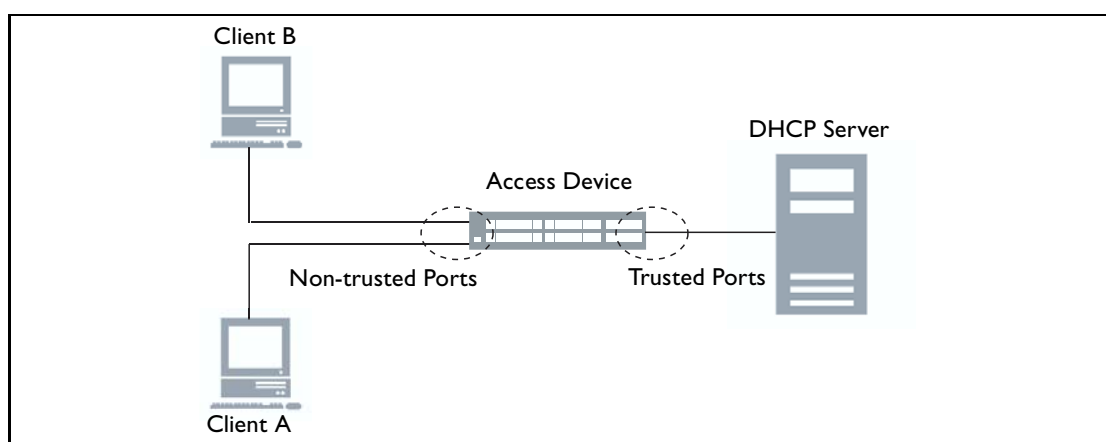 Client B
DHCP Server
Access Device
Non-trusted Ports
Trusted Ports
Client A